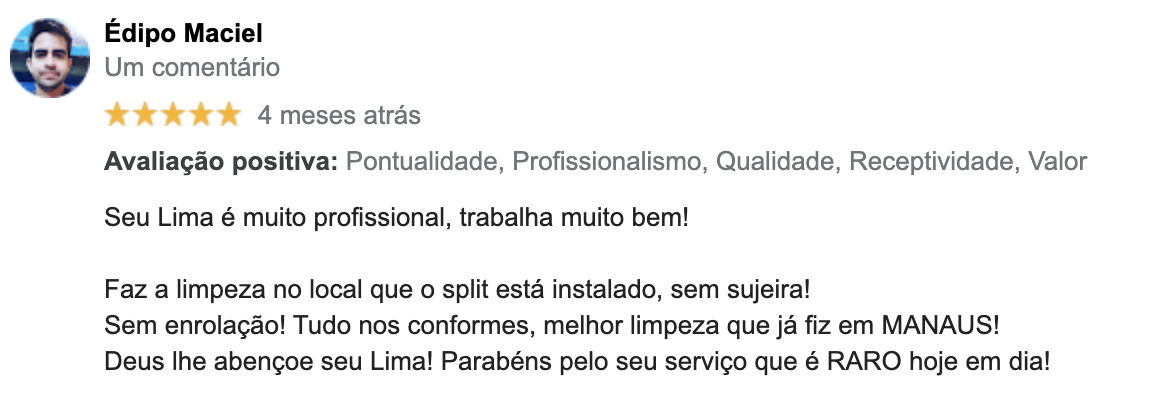 Édipo Maciel
Um comentário
4 meses atrás
Avaliação positiva: Pontualidade, Profissionalismo, Qualidade, Receptividade, Valor
Seu Lima é muito profissional, trabalha muito bem!
Faz a limpeza no local que o split está instalado, sem sujeira!
Sem enrolação! Tudo nos conformes, melhor limpeza que já fiz em MANAUS!
Deus lhe abençoe seu Lima! Parabéns pelo seu serviço que é RARO hoje em dia!